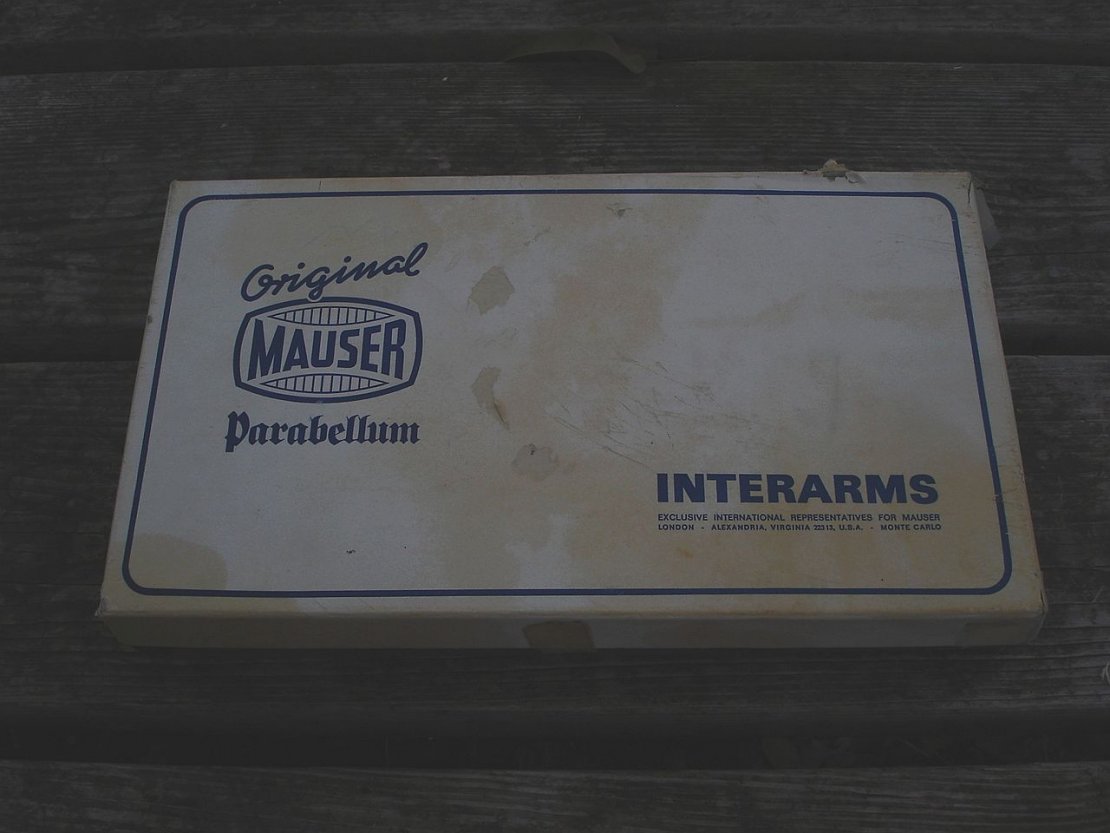 Original
MAUSER
Parabellum
INTERARMS
EXCLUSIVE INTERNATIONAL REPRESENTATIVES FOR MAUSER
LONDON - ALEXANDRIA, VIRGINIA 22313, U.S.A. - MONTE CARLO